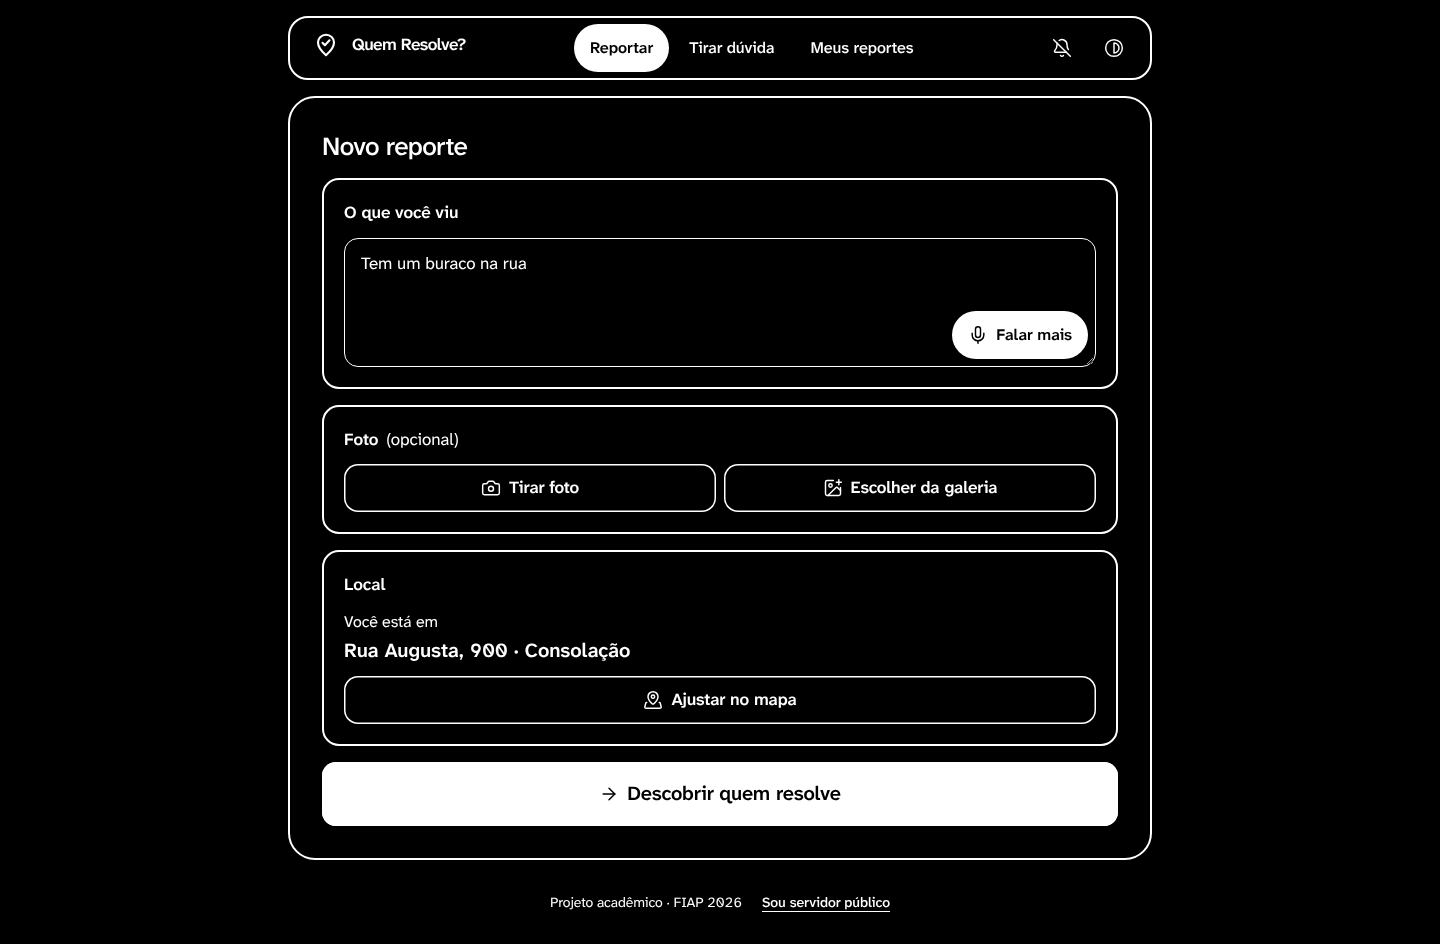 Quem Resolve?
Reportar
Tirar dúvida
Meus reportes
Novo reporte
O que você viu
Tem um buraco na rua
Falar mais
Foto (opcional)
Tirar foto
Escolher da galeria
Local
Você está em
Rua Augusta, 900 · Consolação
Ajustar no mapa
Descobrir quem resolve
Projeto acadêmico · FIAP 2026
Sou servidor público